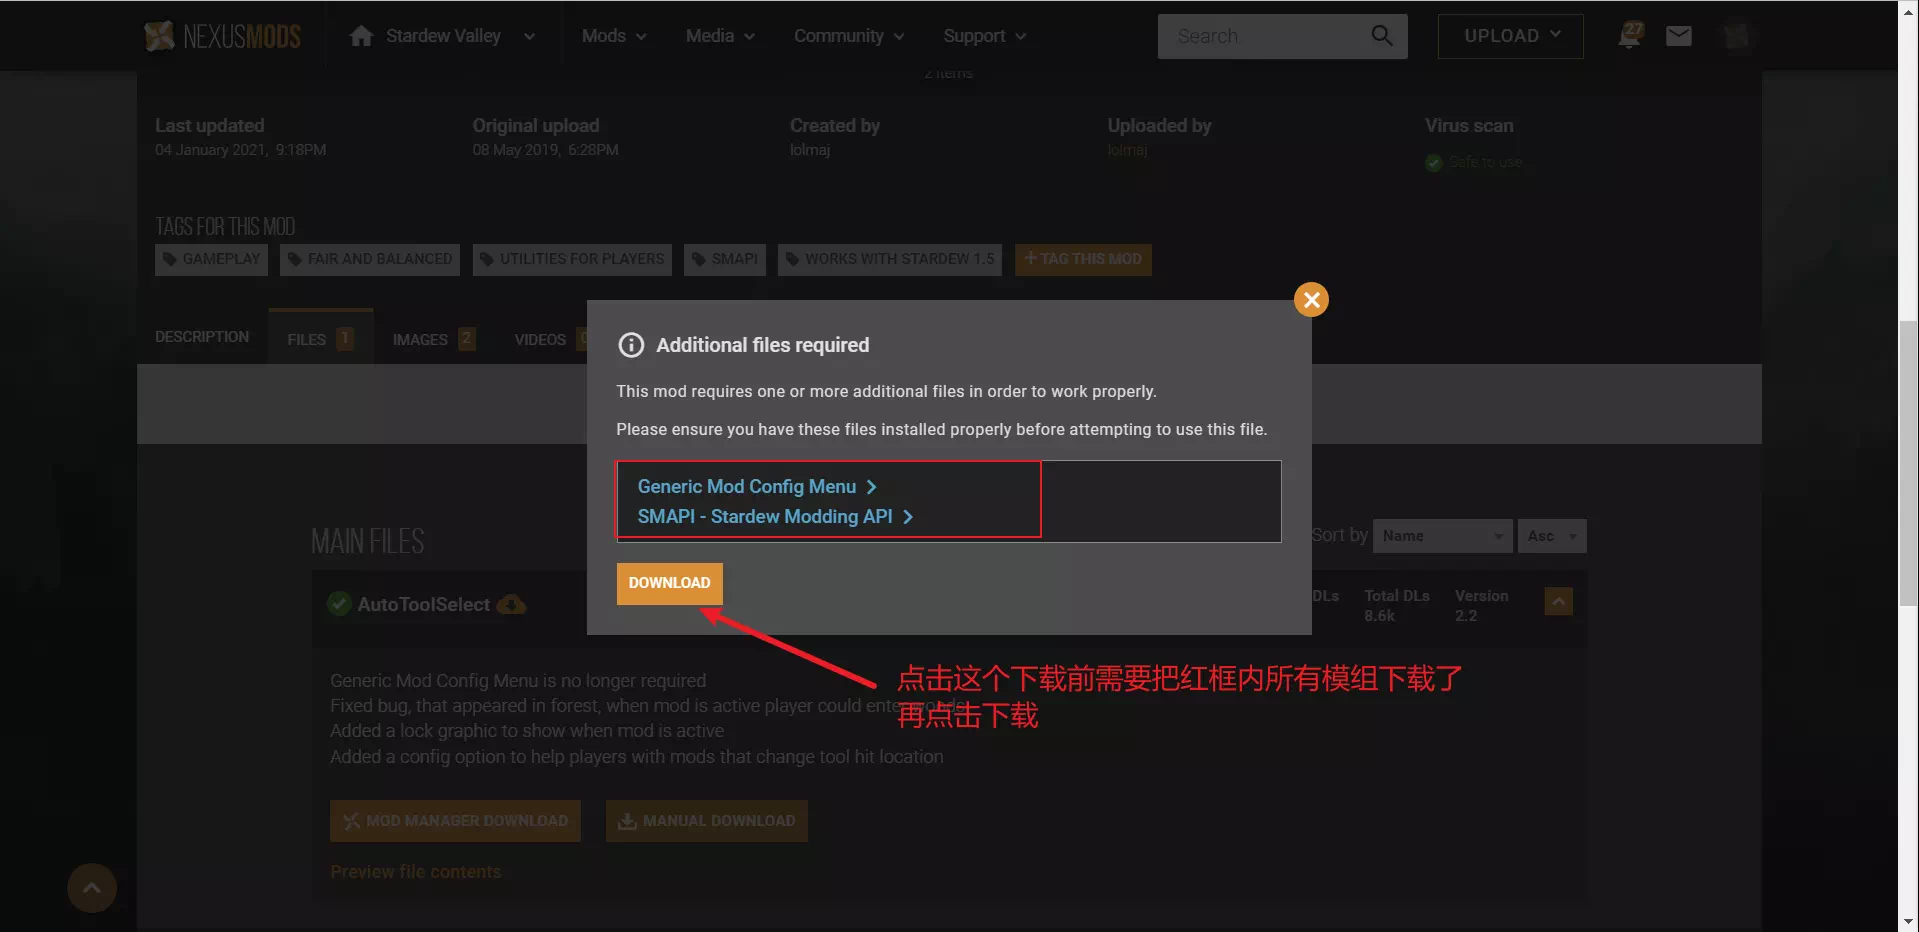 NEXUSMODS
Stardew Valley
Mods
Media
Community
Support
Search.
UPLOAD
27
2 items
Last updated
04 January 2021, 9:18PM
Original upload
08 May 2019, 6:28PM
Created by
lolmaj
Uploaded by
lolmaj
Virus scan
Safe to use
TAGS FOR THIS MOD
GAMEPLAY
FAIR AND BALANCED
UTILITIES FOR PLAYERS
SMAPI
WORKS WITH STARDEW 1.5
+ TAG THIS MOD
DESCRIPTION
FILES 1
IMAGES 2
VIDEOS 0
Additional files required
This mod requires one or more additional files in order to work properly.
Please ensure you have these files installed properly before attempting to use this file.
Generic Mod Config Menu
SMAPI - Stardew Modding API
DOWNLOAD
MAIN FILES
Sort by
Name
Asc
AutoToolSelect
DLs
Total DLs
8.6k
Version
2.2
点击这个下载前需要把红框内所有模组下载了
再点击下载
Generic Mod Config Menu is no longer required
Fixed bug, that appeared in forest, when mod is active player could enter woods
Added a lock graphic to show when mod is active
Added a config option to help players with mods that change tool hit location
MOD MANAGER DOWNLOAD
MANUAL DOWNLOAD
Preview file contents